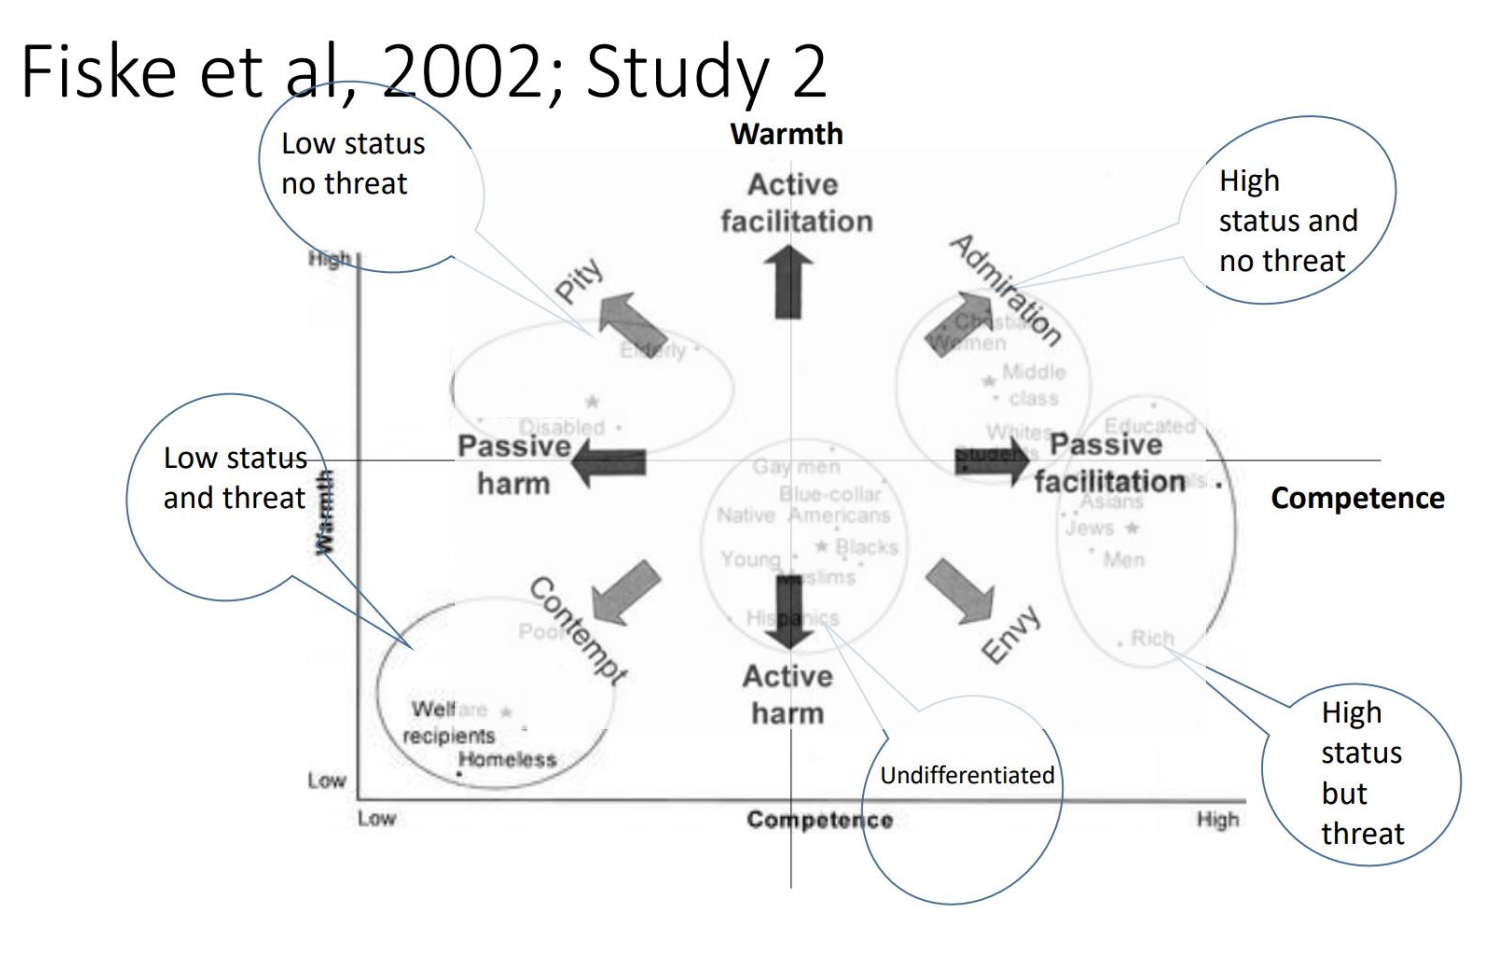 Fiske et al, 2002; Study 2
Warmth
Low status
no threat
Active
facilitation
High
status and
no threat
High
Pity
Admiration
Women
Elderly
Middle
class
Disabled
Whites
Educated
Passive
harm
Students
Passive
facilitation
Competence
Low status
and threat
Warmth
Gay men
Blue-collar
Native Americans
Blacks
Young
Muslims
Hispanics
Asians
Jews
Men
Rich
Contempt
Envy
Poor
Active
harm
Welfare
recipients
Homeless
Undifferentiated
High
status
but
threat
Low
Low
Competence
High